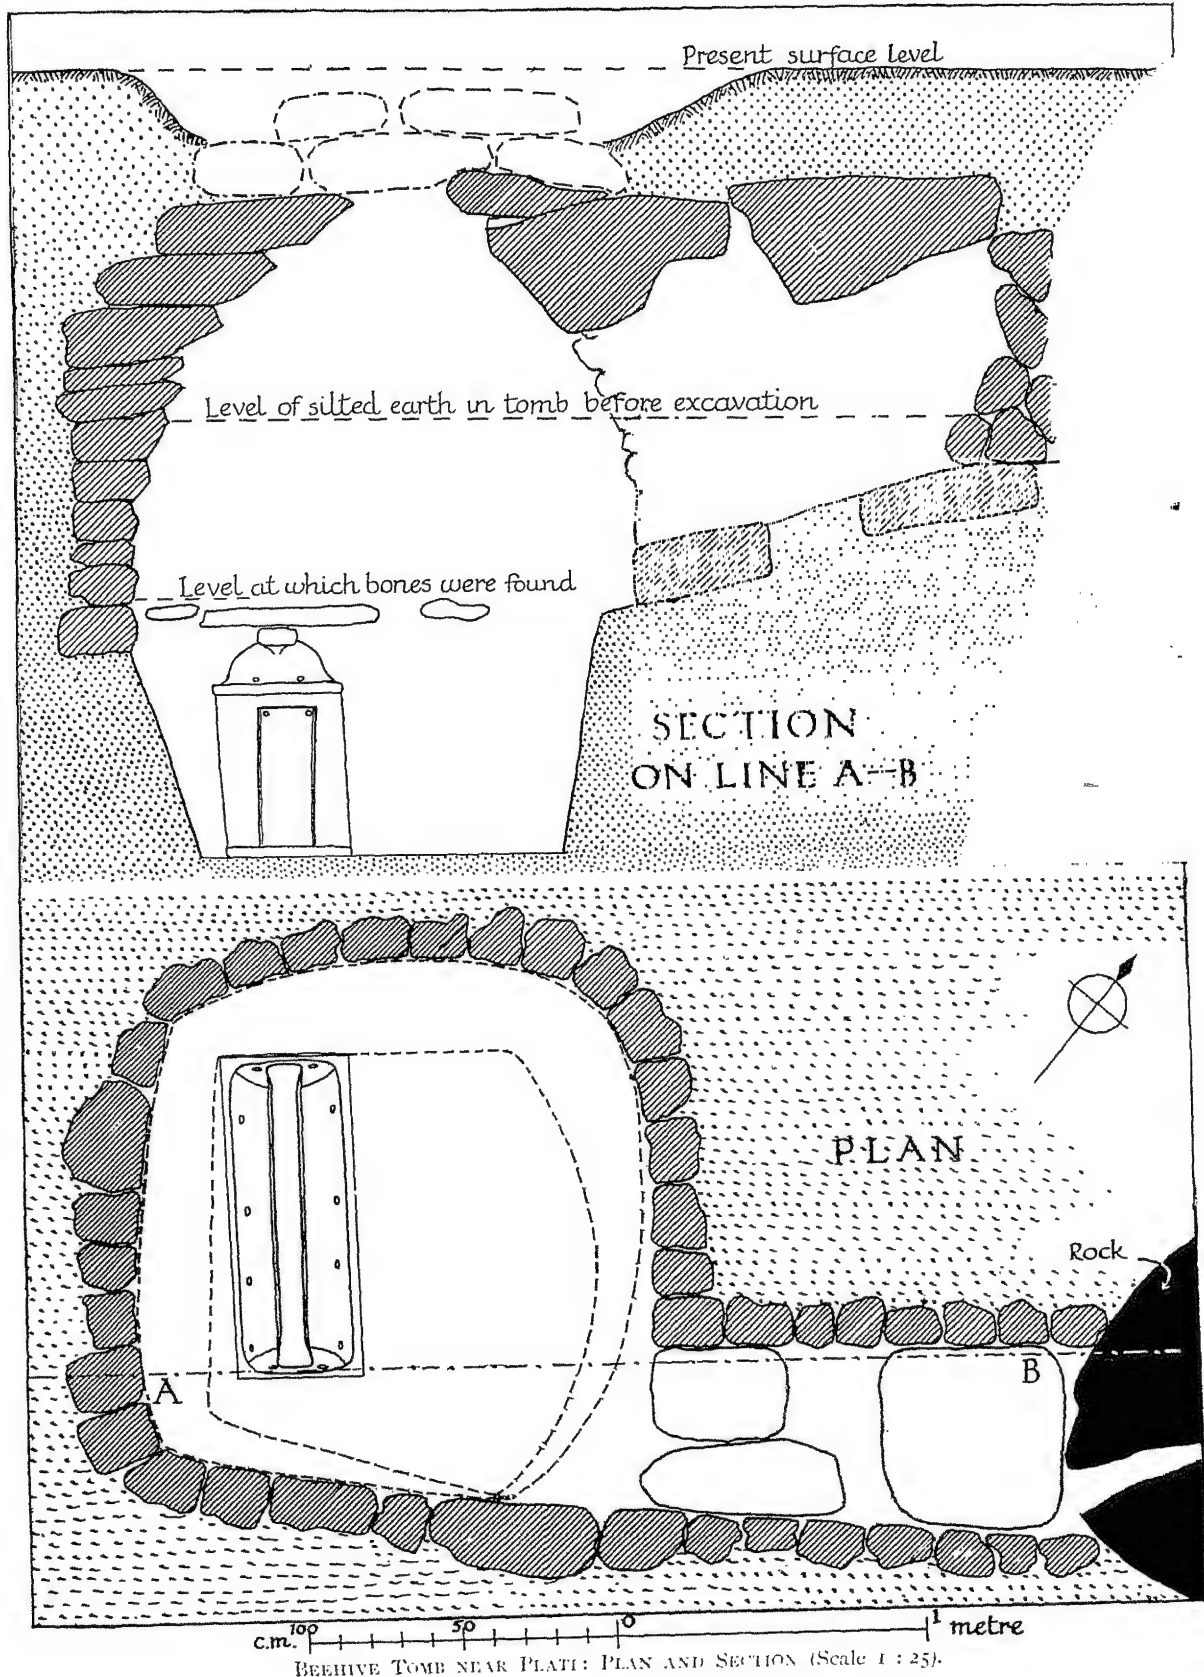 Present surface level
Level of silted earth in tomb before excavation
Level at which bones were found
SECTION
ON LINE A--B
PLAN
Rock
A
B
c.m. 100 50 0 1 metre
BEEHIVE TOMB NEAR PLATI: PLAN AND SECTION (Scale 1 : 25).